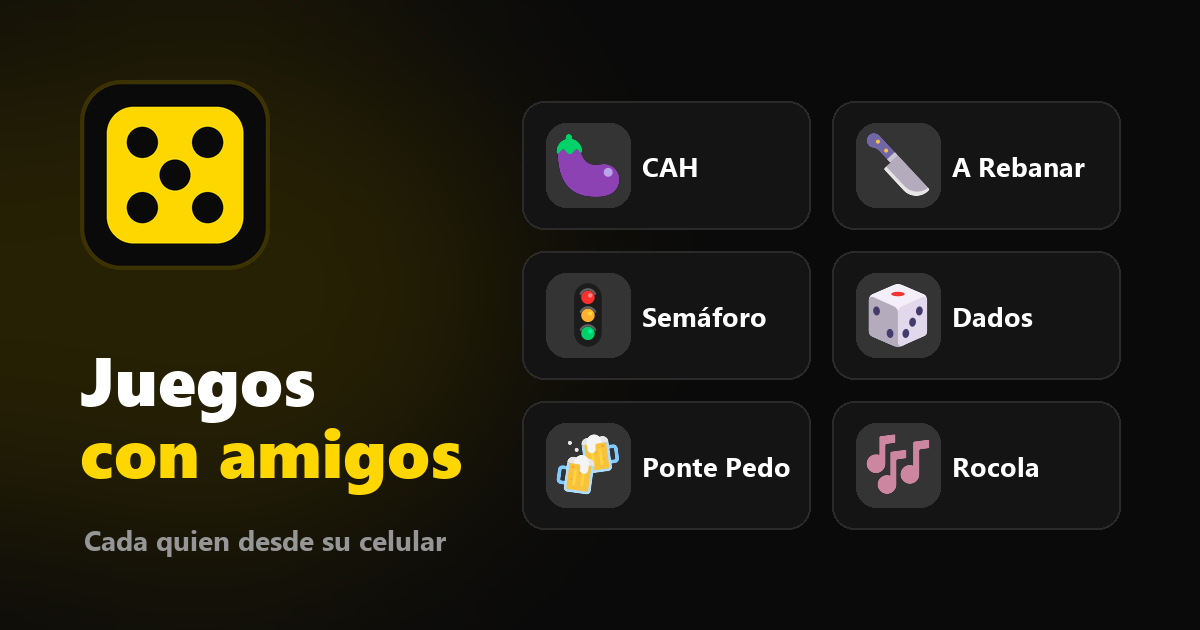 Juegos
con amigos
Cada quien desde su celular
CAH
A Rebanar
Semáforo
Dados
Ponte Pedo
Rocola